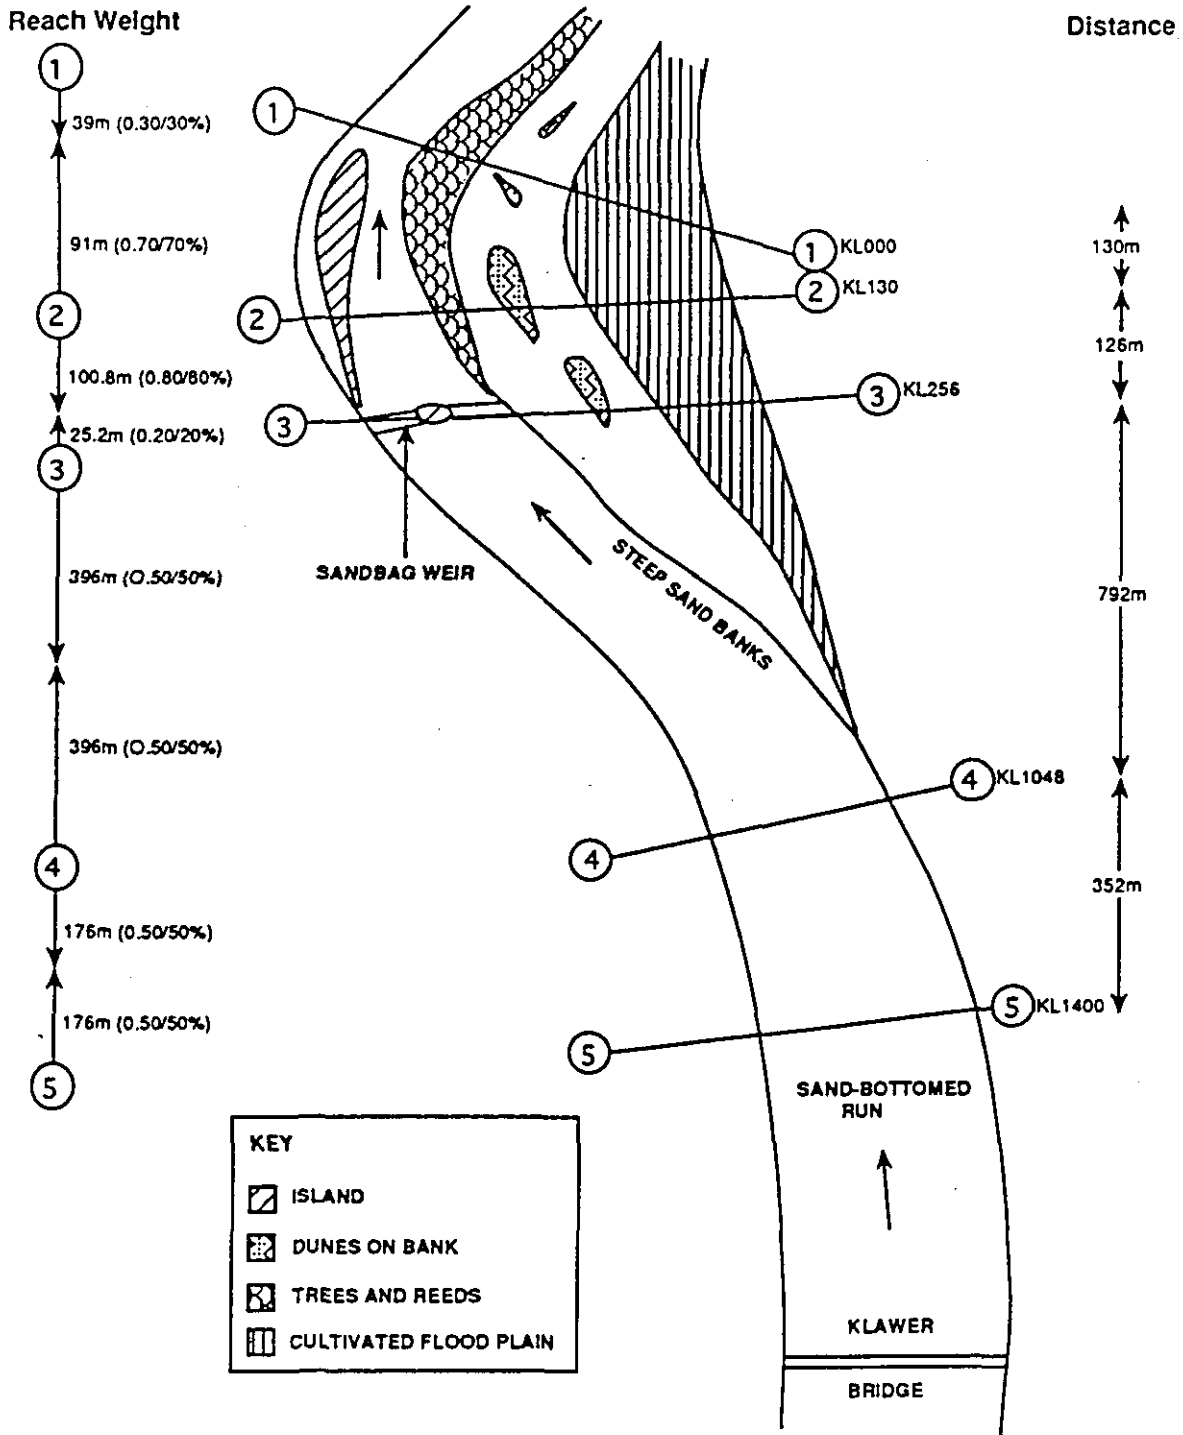 Reach Weight
Distance
1
39m (0.30/30%)
1
91m (0.70/70%)
1 KL000
130m
2
2
2 KL130
126m
100.8m (0.80/80%)
3
3 KL256
25.2m (0.20/20%)
3
SANDBAG WEIR
STEEP SAND BANKS
396m (0.50/50%)
792m
396m (0.50/50%)
4 KL1048
4
4
352m
176m (0.50/50%)
176m (0.50/50%)
5 KL1400
5
5
SAND-BOTTOMED
RUN
KEY
ISLAND
DUNES ON BANK
TREES AND REEDS
CULTIVATED FLOOD PLAIN
KLAWER
BRIDGE